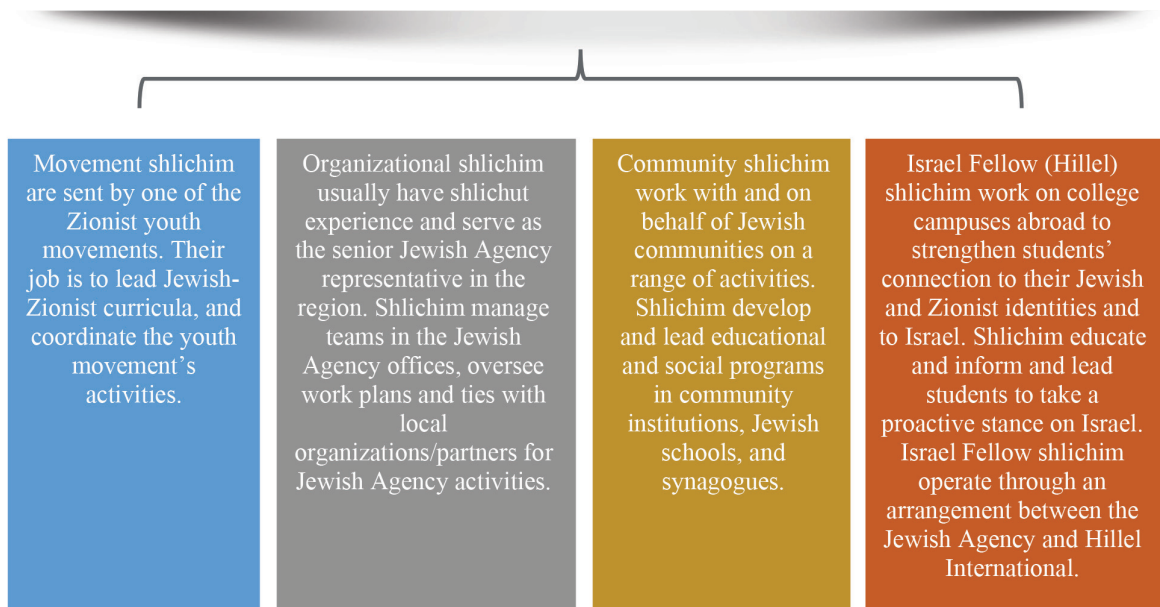 Movement shlichim
are sent by one of the
Zionist youth
movements. Their
job is to lead Jewish-
Zionist curricula, and
coordinate the youth
movement’s
activities.
Organizational shlichim
usually have shlichut
experience and serve as
the senior Jewish Agency
representative in the
region. Shlichim manage
teams in the Jewish
Agency offices, oversee
work plans and ties with
local
organizations/partners for
Jewish Agency activities.
Community shlichim
work with and on
behalf of Jewish
communities on a
range of activities.
Shlichim develop
and lead educational
and social programs
in community
institutions, Jewish
schools, and
synagogues.
Israel Fellow (Hillel)
shlichim work on college
campuses abroad to
strengthen students’
connection to their Jewish
and Zionist identities and
to Israel. Shlichim educate
and inform and lead
students to take a
proactive stance on Israel.
Israel Fellow shlichim
operate through an
arrangement between the
Jewish Agency and Hillel
International.